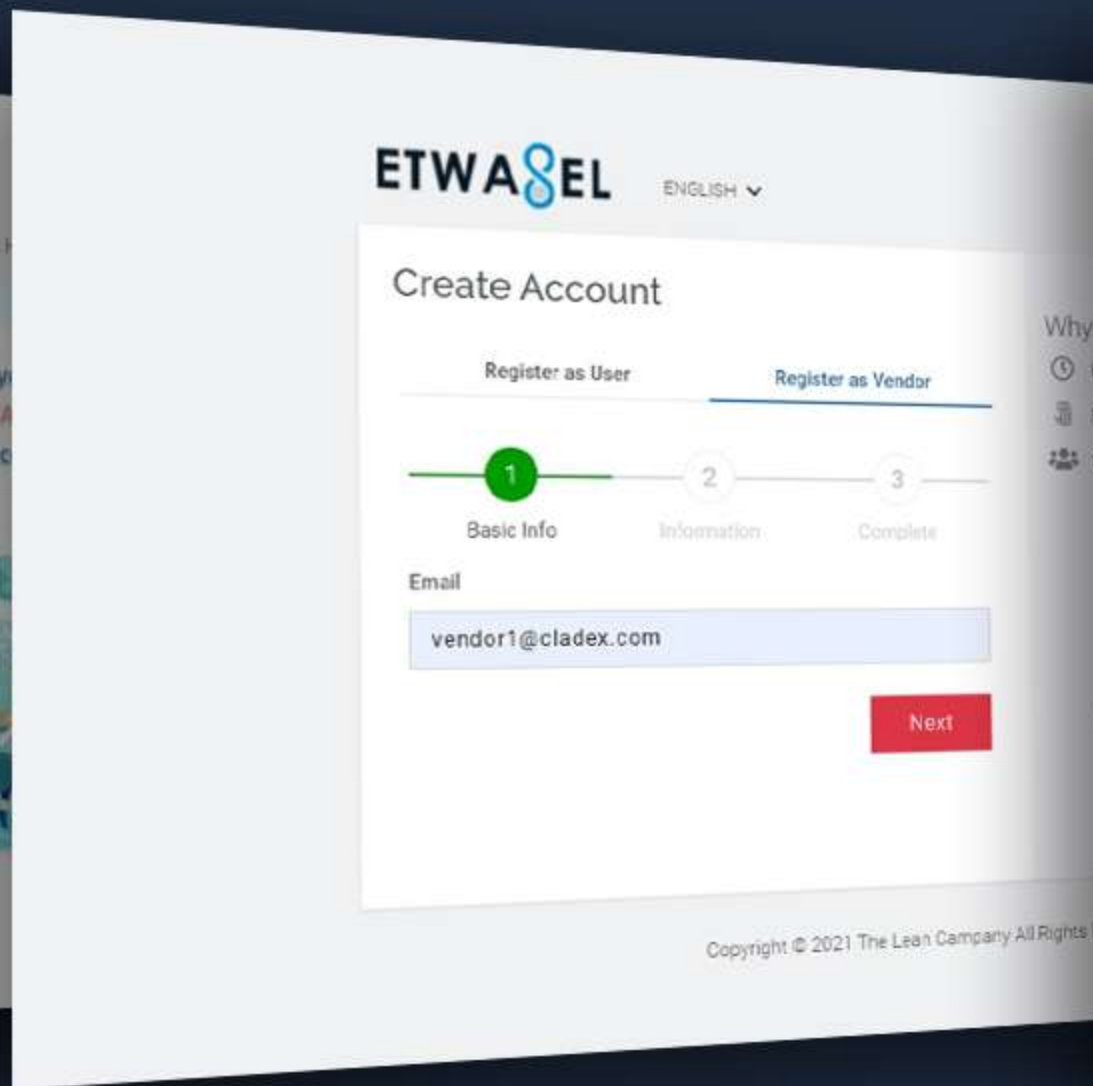 ETWASEL
ENGLISH
Create Account
Why
Register as User
Register as Vendor
1
2
3
Basic Info
Information
Complete
Email
vendor1@cladex.com
Next
Copyright © 2021 The Lean Company All Rights